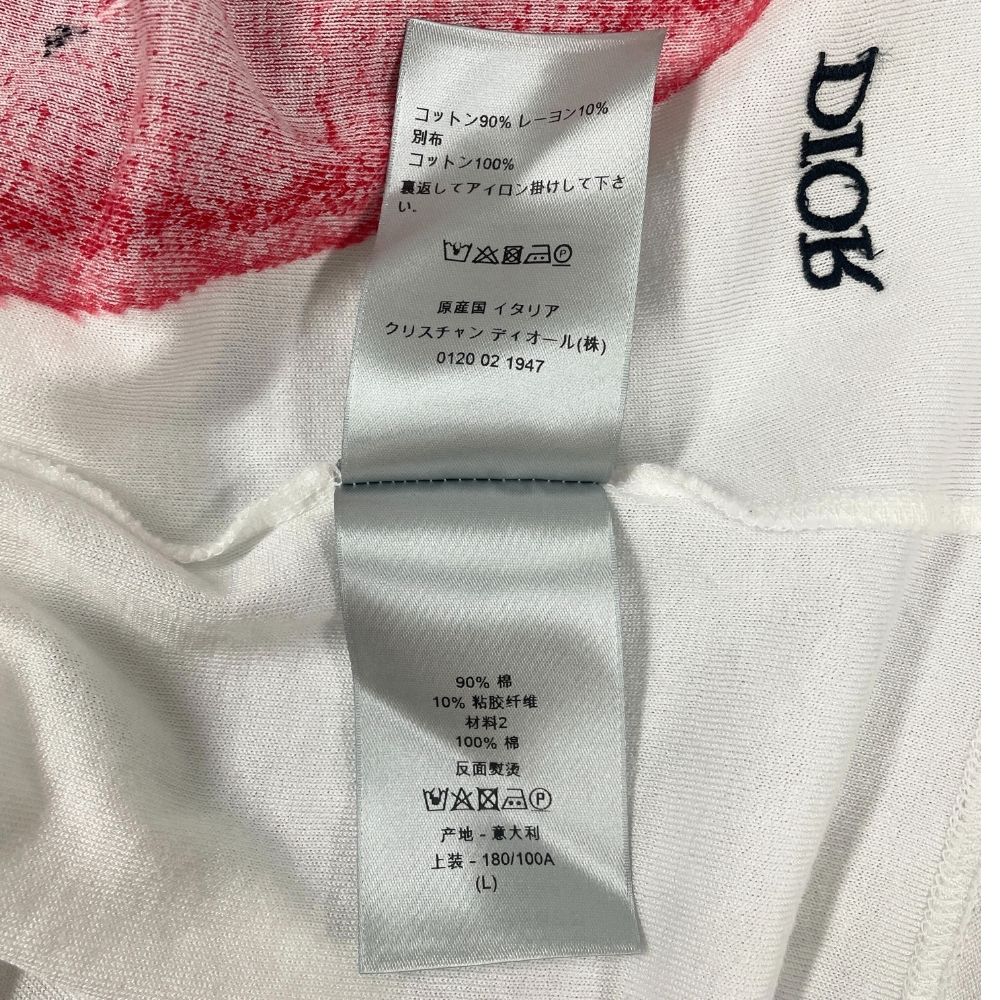 コットン90% レーヨン10%
別布
コットン100%
裏返してアイロン掛けして下さ
い.
P
原産国 イタリア
クリスチャン ディオール(株)
0120 02 1947
DIOR
90% 棉
10% 粘胶纤维
材料2
100% 棉
反面熨烫
P
产地 - 意大利
上装 - 180/100A
(L)